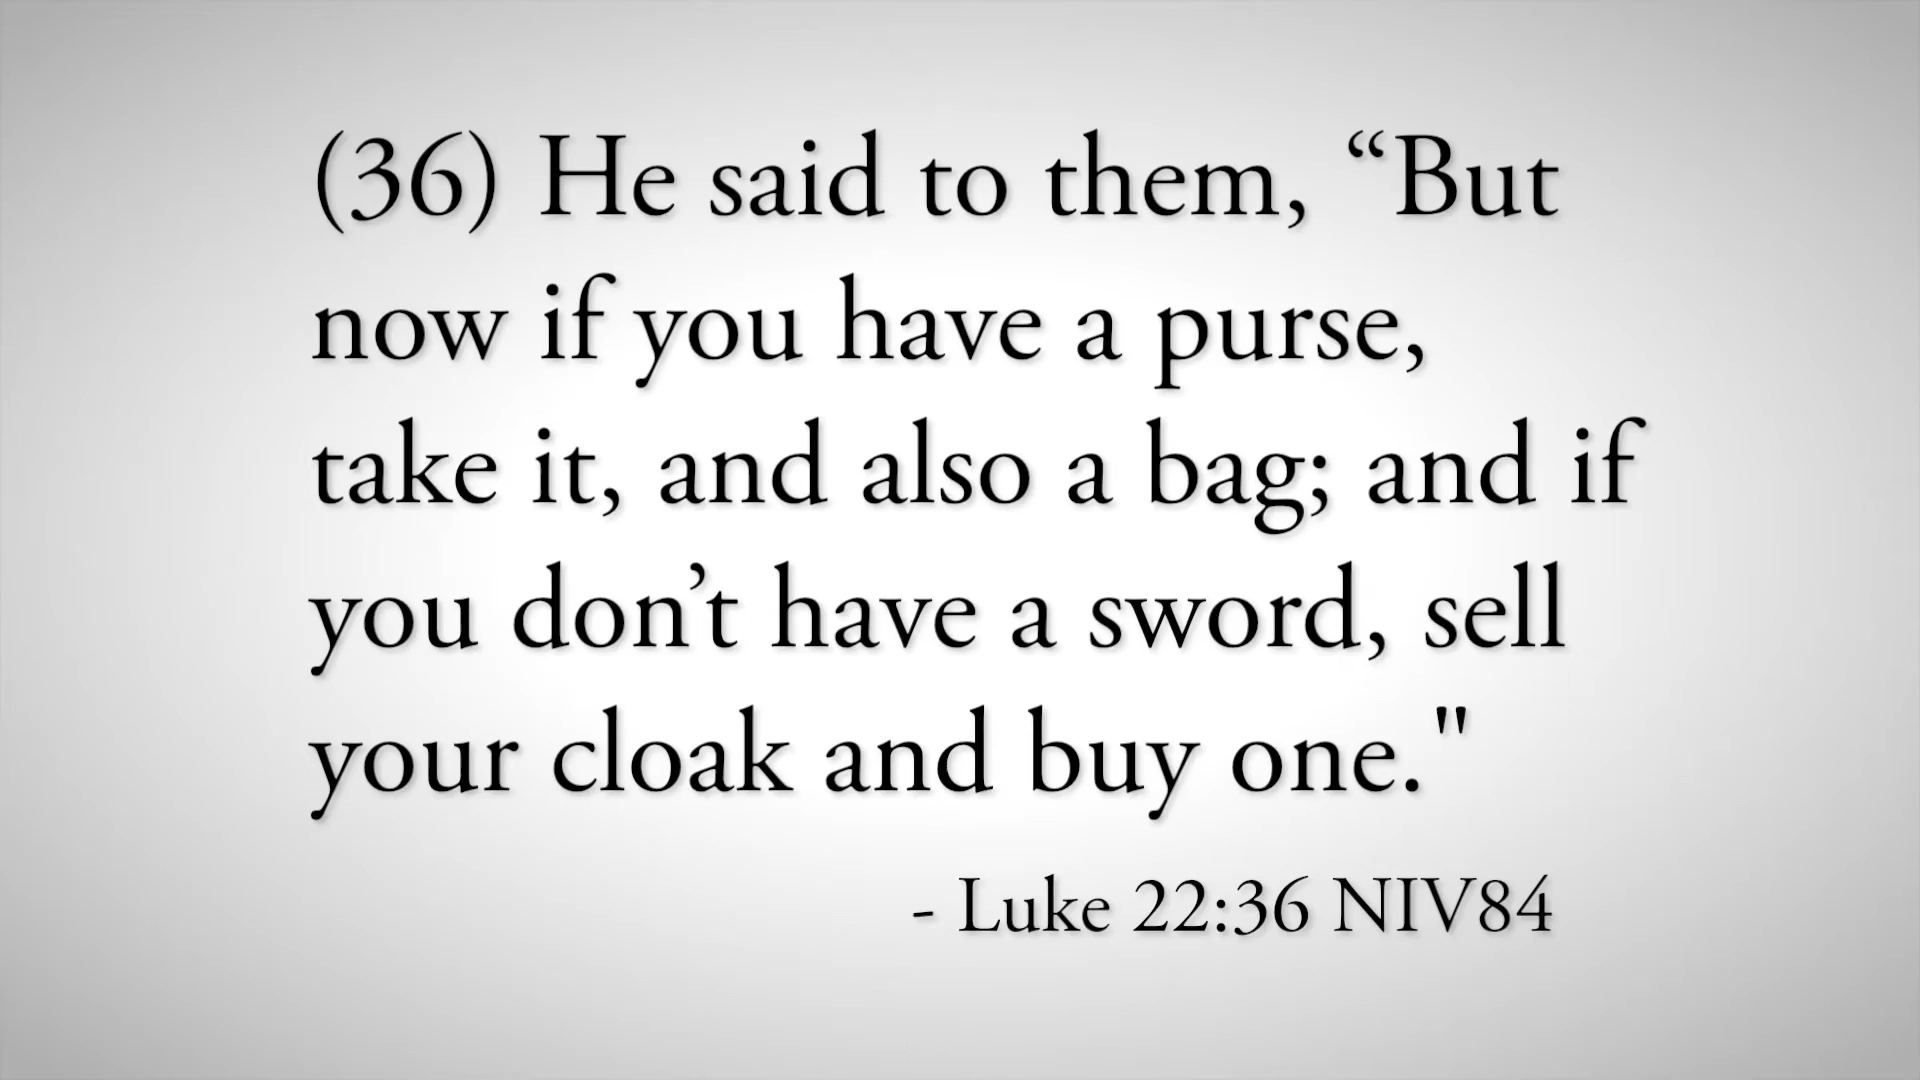 (36) He said to them, “But
now if you have a purse,
take it, and also a bag; and if
you don’t have a sword, sell
your cloak and buy one."
- Luke 22:36 NIV84